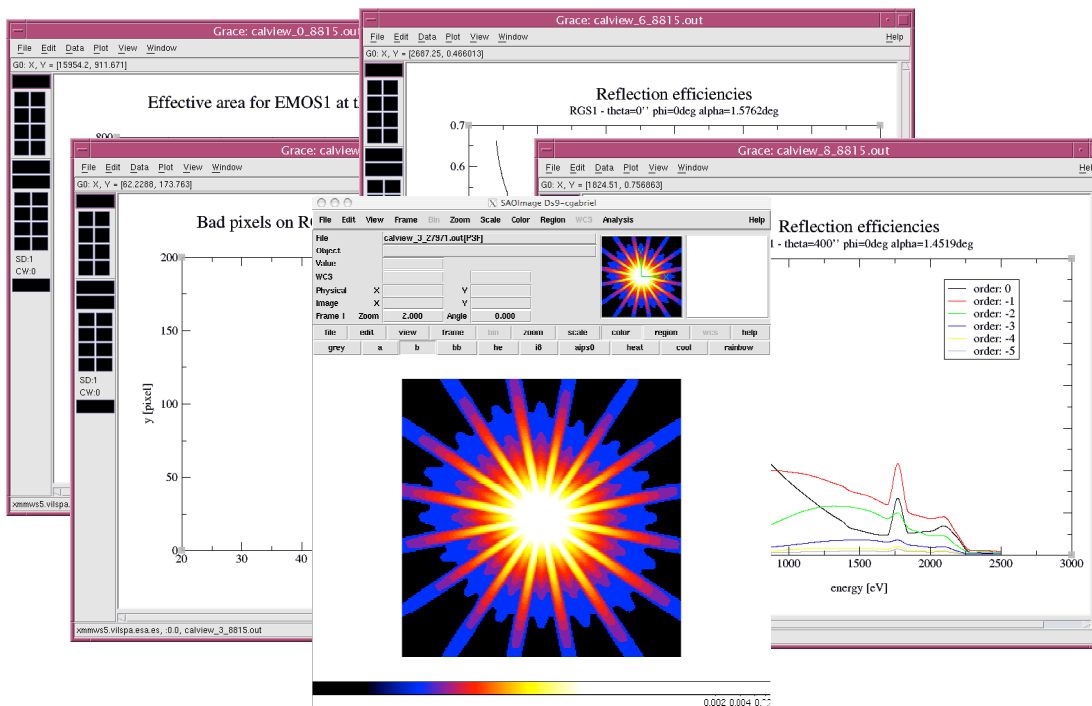 Grace: calview_0_8815.out
File Edit Data Plot View Window
G0: X, Y = [15954.2, 911.671]
Effective area for EMOS1 at
800
Grace: calview_6_8815.out
File Edit Data Plot View Window Help
G0: X, Y = [2687.25, 0.466013]
Reflection efficiencies
RGS1 - theta=0'' phi=0deg alpha=1.5762deg
0.7
0.6
Grace: calview
File Edit Data Plot View Window
G0: X, Y = [62.2288, 173.763]
Bad pixels on
SD:1
CW:0
SD:1
CW:0
200
150
100
50
0
y [pixel]
20
40
xmmws5.vilspa.
xmmws5.vilspa.esa.es, :0.0, calview_3_8815.out
Grace: calview_8_8815.out
File Edit Data Plot View Window Help
G0: X, Y = [1824.51, 0.756863]
Reflection efficiencies
1 - theta=400'' phi=0deg alpha=1.4519deg
order: 0
order: -1
order: -2
order: -3
order: -4
order: -5
1000 1500 2000 2500 3000
energy [eV]
SAOImage Ds9-cgabriel
File Edit View Frame Bin Zoom Scale Color Region WCS Analysis Help
File calview_3_27971.out[PSF]
Object
Value
WCS
Physical X Y
Image X Y
Frame 1 Zoom 2.000 Angle 0.000
file edit view frame bin zoom scale color region wcs help
grey a b bb he i8 aips0 heat cool rainbow
0.002 0.004